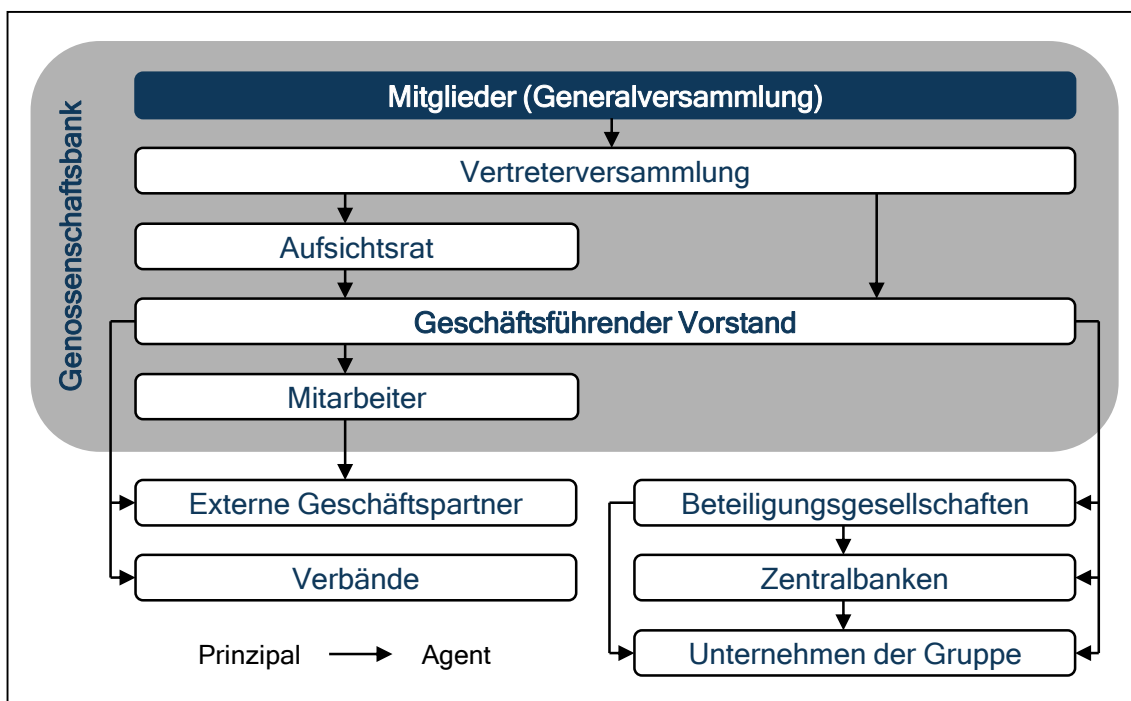 Genossenschaftsbank
Mitglieder (Generalversammlung)
Vertreterversammlung
Aufsichtsrat
Geschäftsführender Vorstand
Mitarbeiter
Externe Geschäftspartner
Beteiligungsgesellschaften
Verbände
Zentralbanken
Unternehmen der Gruppe
Prinzipal
Agent